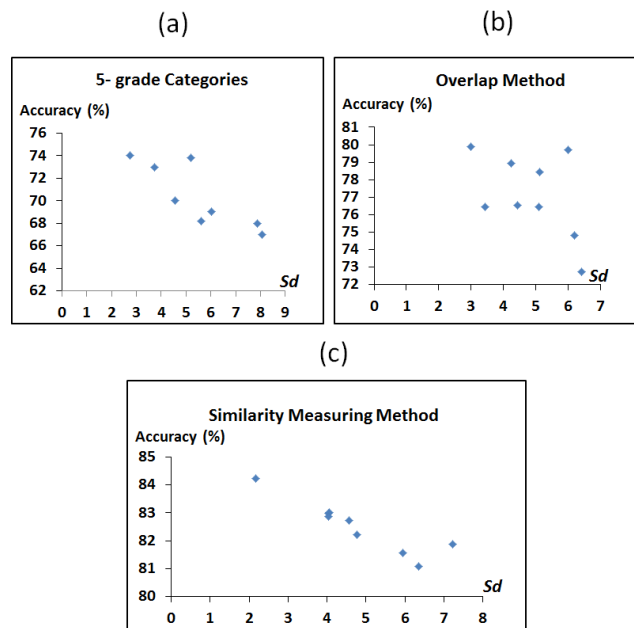 (a)
5- grade Categories
Accuracy (%)
76
74
72
70
68
66
64
62
Sd
0 1 2 3 4 5 6 7 8 9
(b)
Overlap Method
Accuracy (%)
81
80
79
78
77
76
75
74
73
72
Sd
0 1 2 3 4 5 6 7
(c)
Similarity Measuring Method
Accuracy (%)
85
84
83
82
81
80
Sd
0 1 2 3 4 5 6 7 8